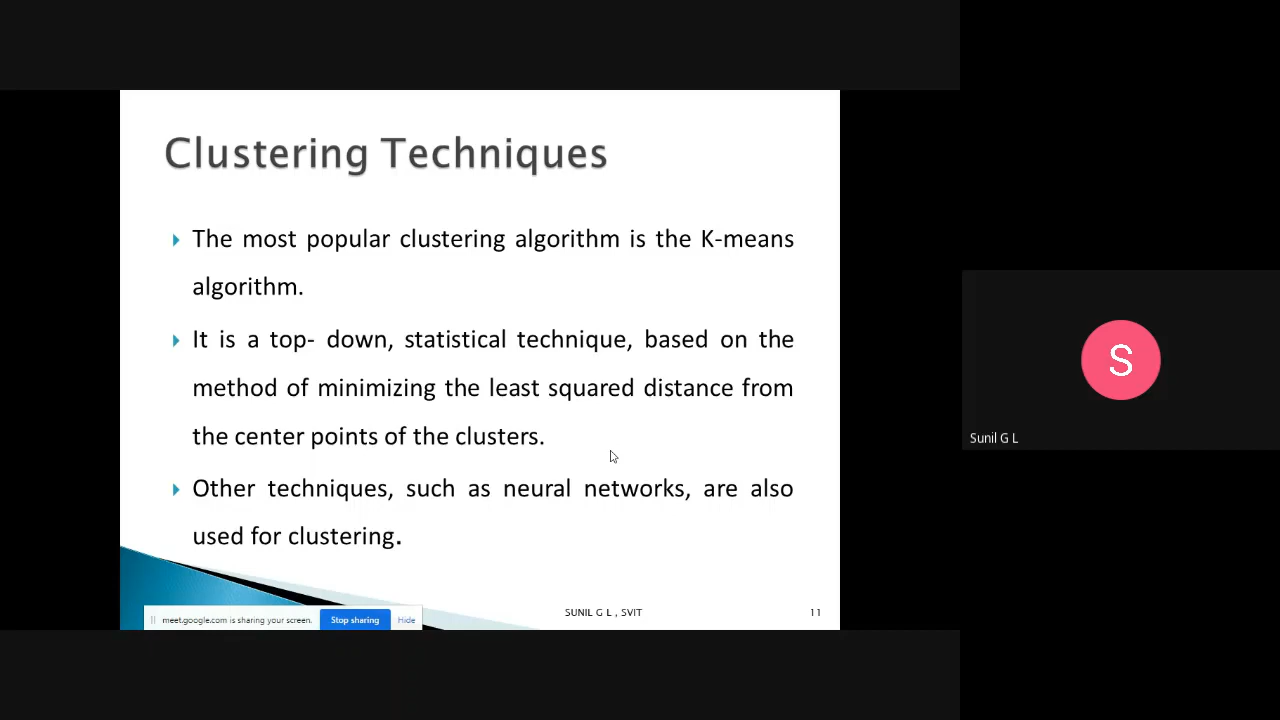 Clustering Techniques
The most popular clustering algorithm is the K-means
algorithm.
It is a top- down, statistical technique, based on the
method of minimizing the least squared distance from
the center points of the clusters.
Other techniques, such as neural networks, are also
used for clustering.
SUNIL G L , SVIT
11
meet.google.com is sharing your screen.
Stop sharing
Hide
S
Sunil G L